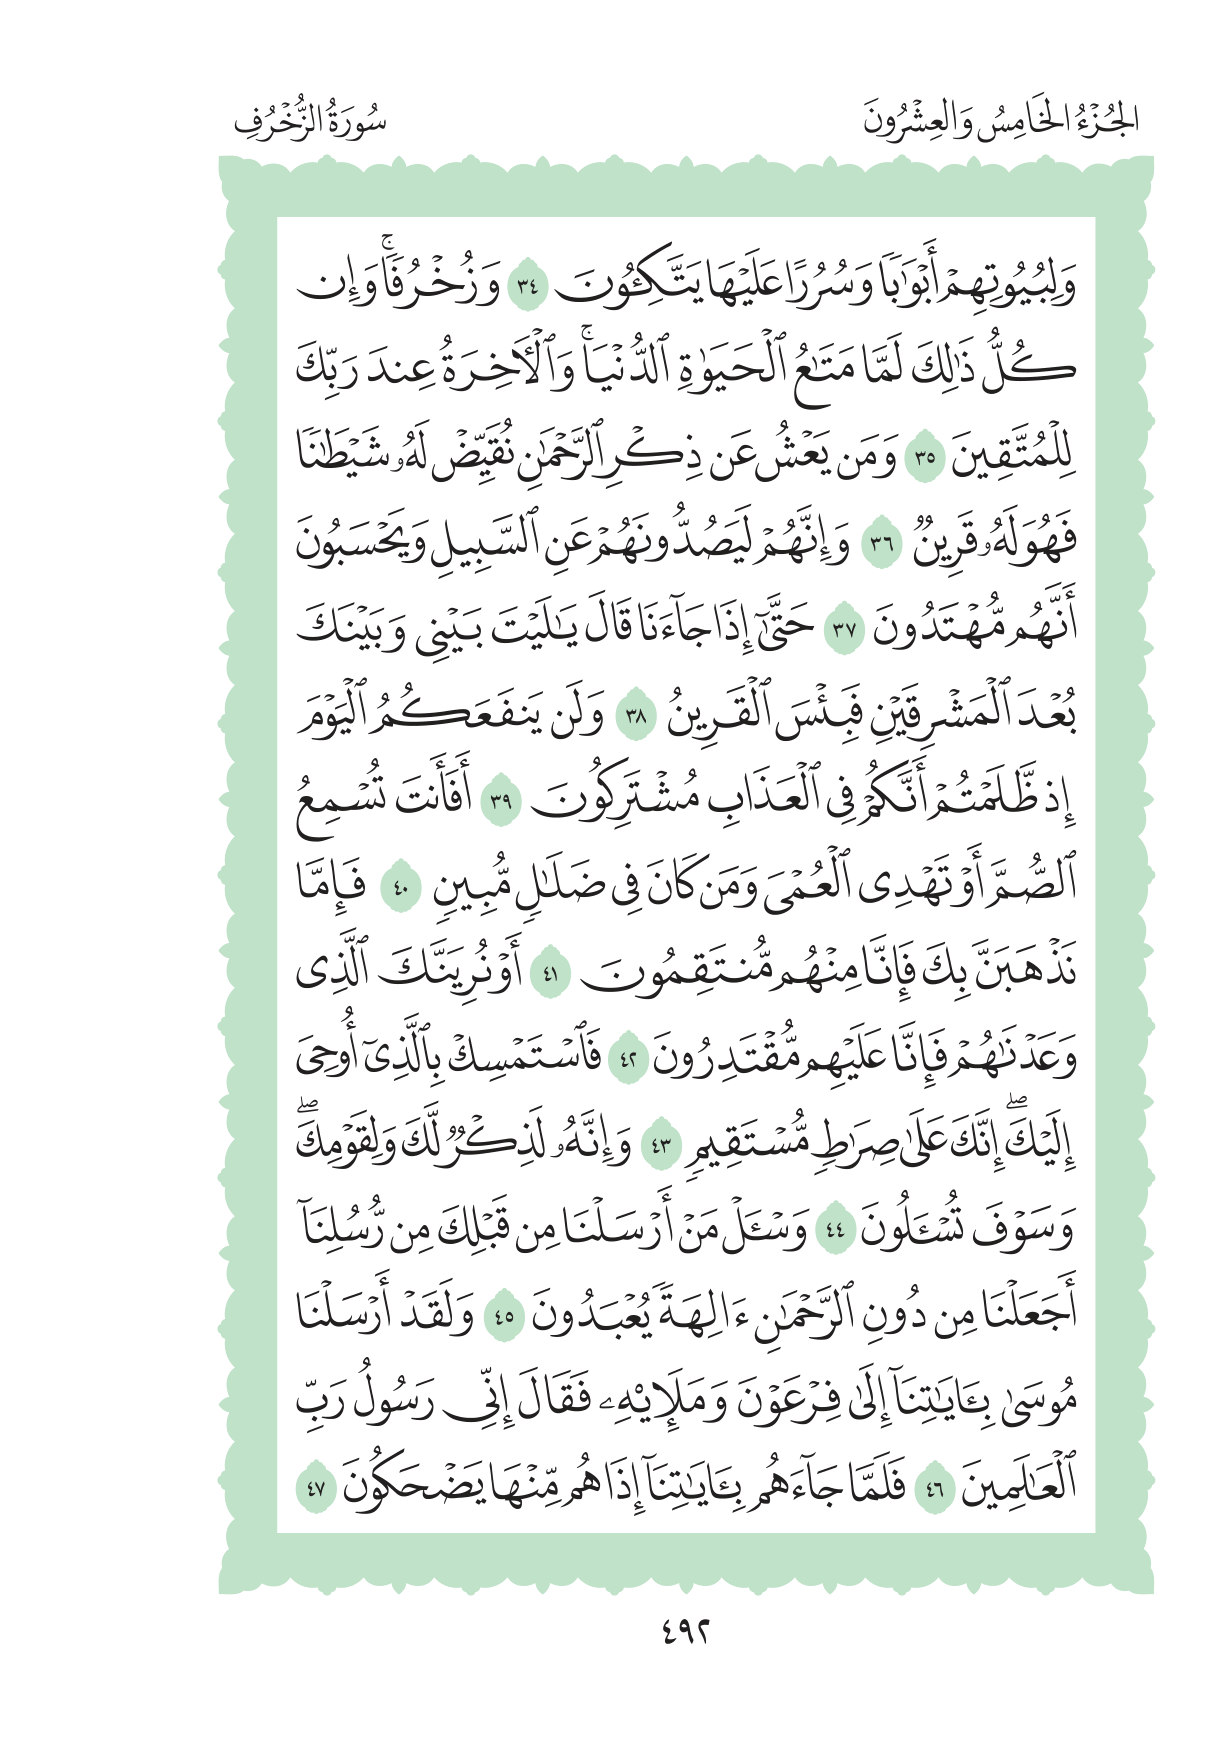 الجُزْءُ الخَامِسُ وَالعِشْرُونَ
سُورَةُ الزُّخْرُفِ
وَلِبُيُوتِهِمْ أَبْوَٰبًا وَسُرُرًا عَلَيْهَا يَتَّكِـُٔونَ ٣٤ وَزُخْرُفًا ۚ وَإِن
كُلُّ ذَٰلِكَ لَمَّا مَتَـٰعُ ٱلْحَيَوٰةِ ٱلدُّنْيَا ۚ وَٱلْـَٔاخِرَةُ عِندَ رَبِّكَ
لِلْمُتَّقِينَ ٣٥ وَمَن يَعْشُ عَن ذِكْرِ ٱلرَّحْمَـٰنِ نُقَيِّضْ لَهُۥ شَيْطَـٰنًا
فَهُوَ لَهُۥ قَرِينٌ ٣٦ وَإِنَّهُمْ لَيَصُدُّونَهُمْ عَنِ ٱلسَّبِيلِ وَيَحْسَبُونَ
أَنَّهُم مُّهْتَدُونَ ٣٧ حَتَّىٰٓ إِذَا جَآءَنَا قَالَ يَـٰلَيْتَ بَيْنِى وَبَيْنَكَ
بُعْدَ ٱلْمَشْرِقَيْنِ فَبِئْسَ ٱلْقَرِينُ ٣٨ وَلَن يَنفَعَكُمُ ٱلْيَوْمَ
إِذ ظَّلَمْتُمْ أَنَّكُمْ فِى ٱلْعَذَابِ مُشْتَرِكُونَ ٣٩ أَفَأَنتَ تُسْمِعُ
ٱلصُّمَّ أَوْ تَهْدِى ٱلْعُمْىَ وَمَن كَانَ فِى ضَلَـٰلٍ مُّبِينٍ ٤٠ فَإِمَّا
نَذْهَبَنَّ بِكَ فَإِنَّا مِنْهُم مُّنتَقِمُونَ ٤١ أَوْ نُرِيَنَّكَ ٱلَّذِى
وَعَدْنَـٰهُمْ فَإِنَّا عَلَيْهِم مُّقْتَدِرُونَ ٤٢ فَٱسْتَمْسِكْ بِٱلَّذِىٓ أُوحِىَ
إِلَيْكَ ۖ إِنَّكَ عَلَىٰ صِرَٰطٍ مُّسْتَقِيمٍ ٤٣ وَإِنَّهُۥ لَذِكْرٌ لَّكَ وَلِقَوْمِكَ ۖ
وَسَوْفَ تُسْـَٔلُونَ ٤٤ وَسْـَٔلْ مَنْ أَرْسَلْنَا مِن قَبْلِكَ مِن رُّسُلِنَآ
أَجَعَلْنَا مِن دُونِ ٱلرَّحْمَـٰنِ ءَالِهَةً يُعْبَدُونَ ٤٥ وَلَقَدْ أَرْسَلْنَا
مُوسَىٰ بِـَٔايَـٰتِنَآ إِلَىٰ فِرْعَوْنَ وَمَلَإِي۟هِۦ فَقَالَ إِنِّى رَسُولُ رَبِّ
ٱلْعَـٰلَمِينَ ٤٦ فَلَمَّا جَآءَهُم بِـَٔايَـٰتِنَآ إِذَا هُم مِّنْهَا يَضْحَكُونَ ٤٧
٤٩٢